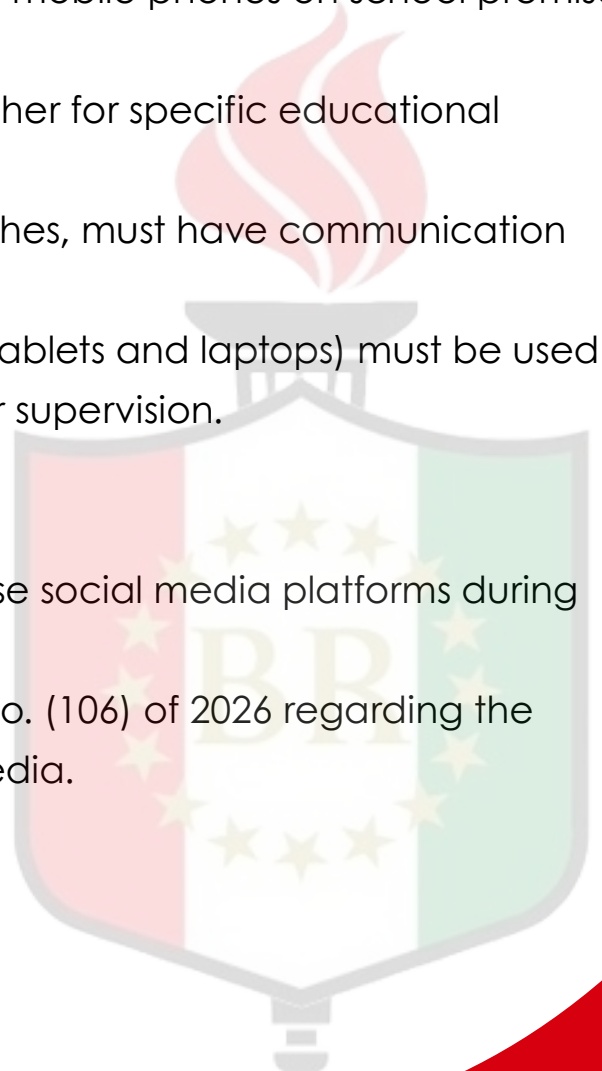 mobile phones on school premis
her for specific educational
hes, must have communication
ablets and laptops) must be used
r supervision.
se social media platforms during
o. (106) of 2026 regarding the
edia.
BR